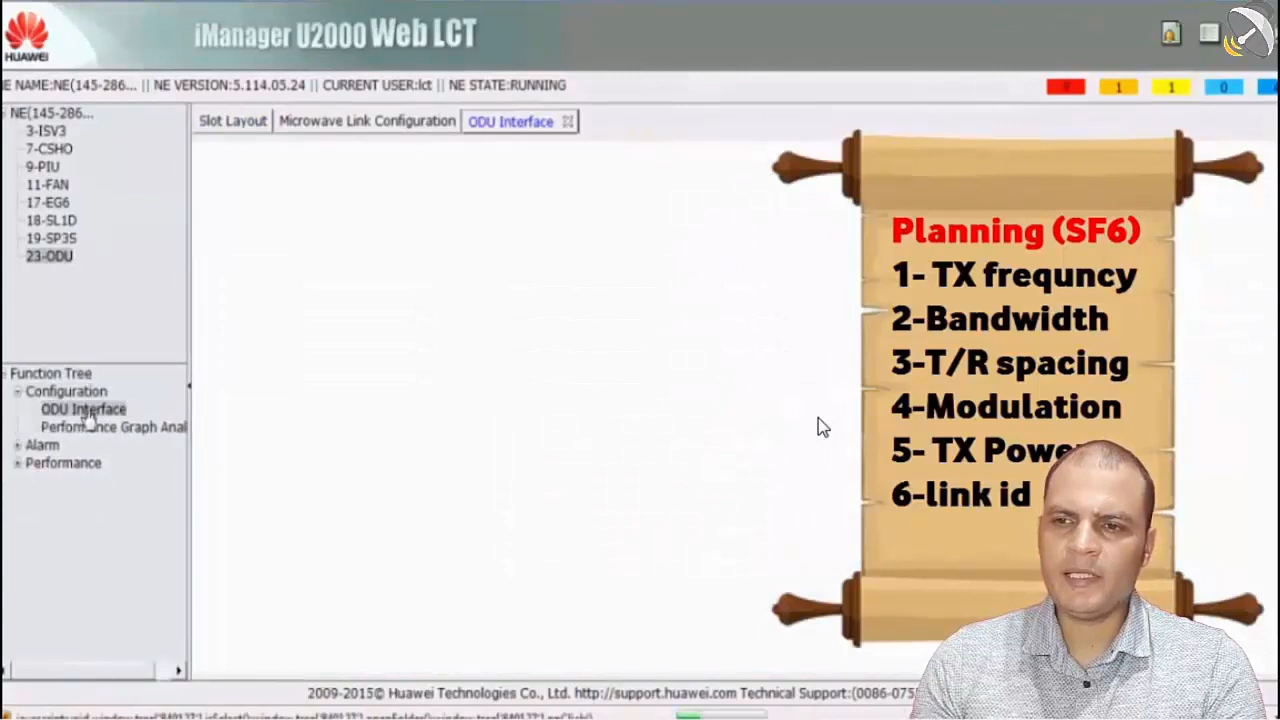 HUAWEI
iManager U2000 Web LCT
E NAME:NE(145-286... || NE VERSION:5.114.05.24 || CURRENT USER:lct || NE STATE:RUNNING
1 1 0
NE(145-286...
3-ISV3
7-CSHO
9-PIU
11-FAN
17-EG6
18-SL1D
19-SP3S
23-ODU
Slot Layout Microwave Link Configuration ODU Interface
Function Tree
Configuration
ODU Interface
Performance Graph Anal
Alarm
Performance
Planning (SF6)
1- TX frequncy
2-Bandwidth
3-T/R spacing
4-Modulation
5- TX Power
6-link id
2009-2015© Huawei Technologies Co., Ltd. http://support.huawei.com Technical Support:(0086-075